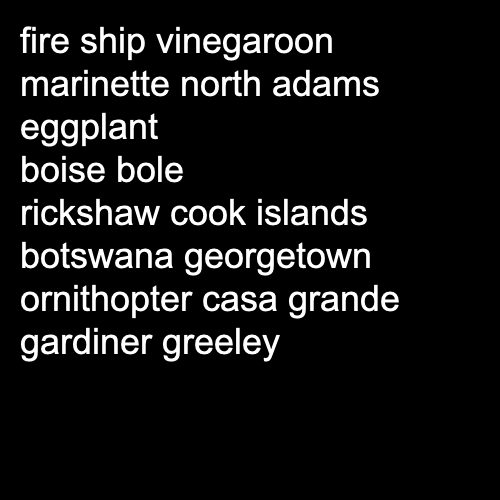 fire ship vinegaroon
marinette north adams
eggplant
boise bole
rickshaw cook islands
botswana georgetown
ornithopter casa grande
gardiner greeley